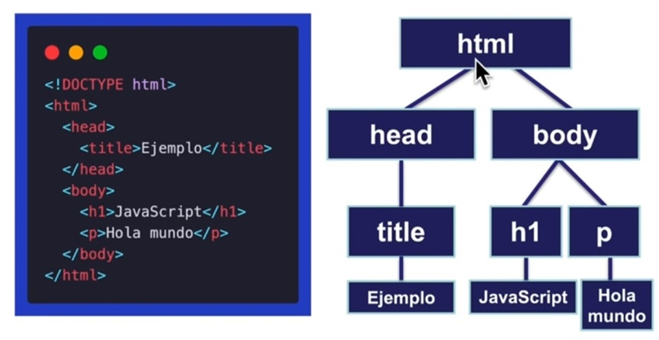 <!DOCTYPE html>
<html>
<head>
<title>Ejemplo</title>
</head>
<body>
<h1>JavaScript</h1>
<p>Hola mundo</p>
</body>
</html>
html
head
body
title
h1
p
Ejemplo
JavaScript
Hola
mundo